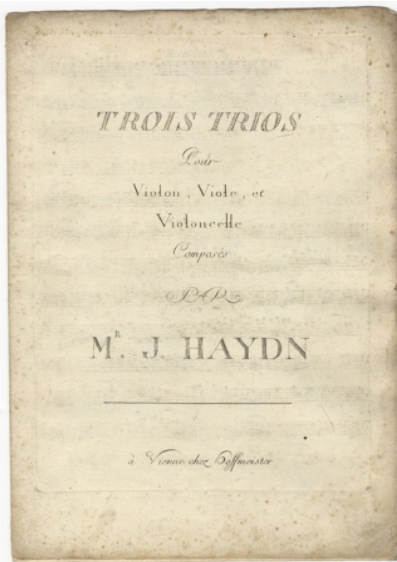 TROIS TRIOS
Pour
Violon, Viole, et
Violoncelle
Composés
PAR
MR. J. HAYDN
à Vienne chez Hoffmeister